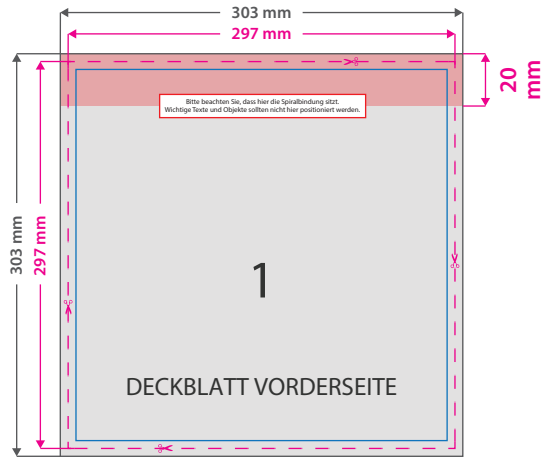 303 mm
297 mm
20
mm
Bitte beachten Sie, dass hier die Spiralbindung sitzt.
Wichtige Texte und Objekte sollten nicht hier positioniert werden.
303 mm
297 mm
1
DECKBLATT VORDERSEITE